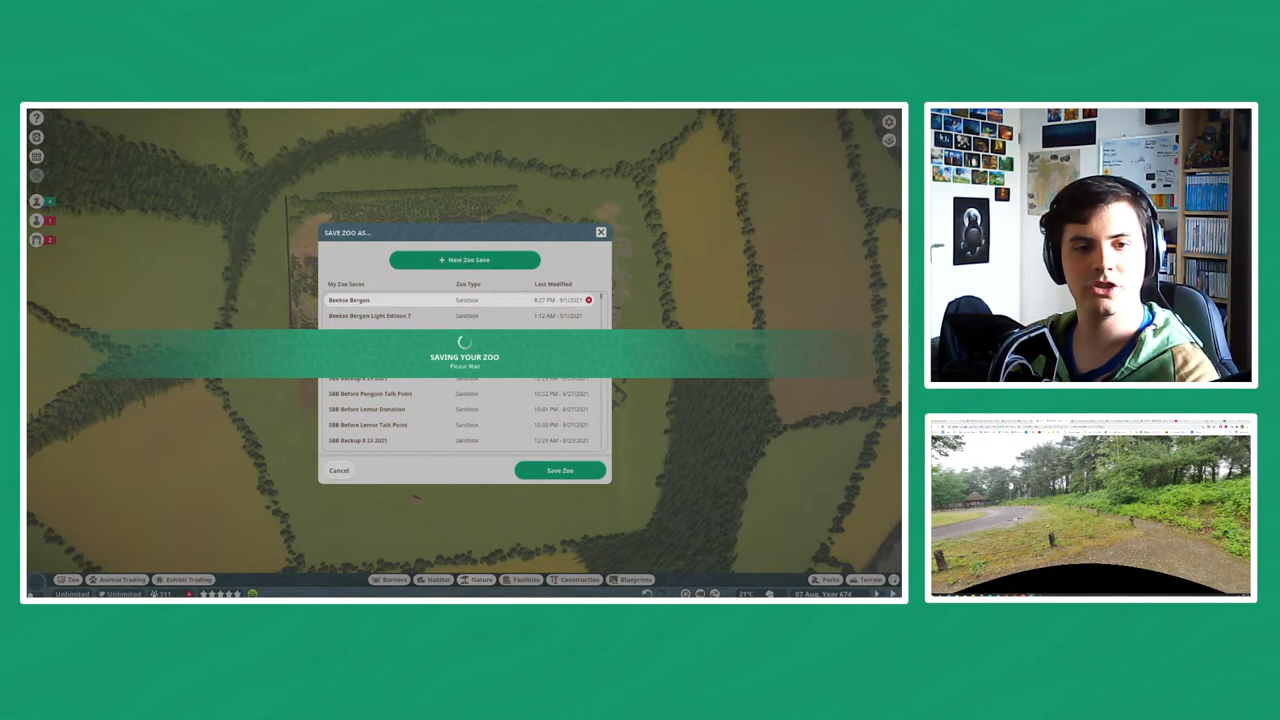 SAVE ZOO AS...
+ New Zoo Save
My Zoo Saves Zoo Type Last Modified
Beekse Bergen Sandbox 8:27 PM - 9/1/2021
Beekse Bergen Light Edition 7 Sandbox 1:12 AM - 9/1/2021
SAVING YOUR ZOO
Please Wait
SBB Before Penguin Talk Point Sandbox 10:52 PM - 8/27/2021
SBB Before Lemur Donation Sandbox 10:41 PM - 8/27/2021
SBB Before Lemur Talk Point Sandbox 10:30 PM - 8/27/2021
SBB Backup 8 23 2021 Sandbox 12:29 AM - 8/23/2021
Cancel Save Zoo
?
4
1
2
Zoo Animal Trading Exhibit Trading Barriers Habitat Nature Facilities Construction Blueprints Paths Terrain
Unlimited Unlimited 311 21°C 07 Aug, Year 674